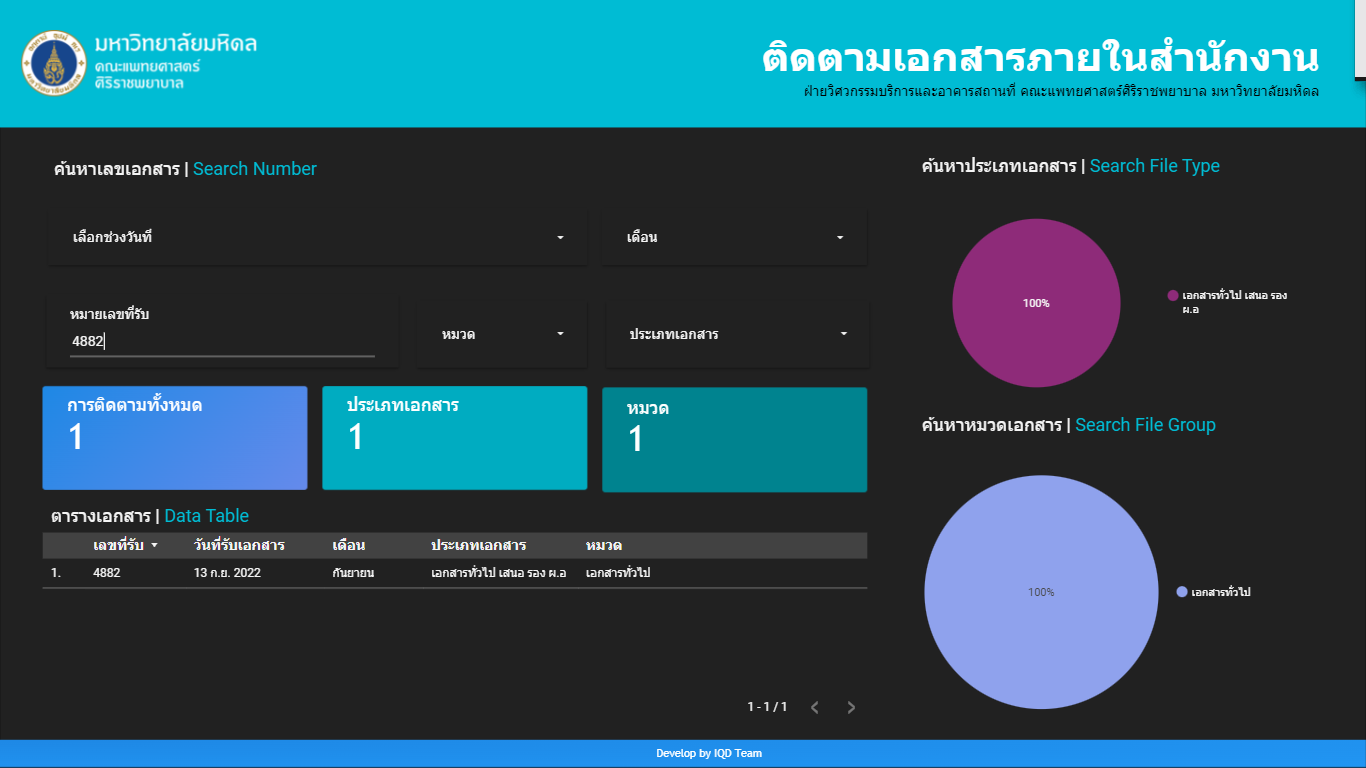 มหาวิทยาลัยมหิดล
คณะแพทยศาสตร์
ศิริราชพยาบาล
ติดตามเอกสารภายในสำนักงาน
ฝ่ายวิศวกรรมบริการและอาคารสถานที่ คณะแพทยศาสตร์ศิริราชพยาบาล มหาวิทยาลัยมหิดล
ค้นหาเลขเอกสาร | Search Number
เลือกช่วงวันที่
เดือน
หมายเลขที่รับ
4882
หมวด
ประเภทเอกสาร
การติดตามทั้งหมด
1
ประเภทเอกสาร
1
หมวด
1
ตารางเอกสาร | Data Table
เลขที่รับ วันที่รับเอกสาร เดือน ประเภทเอกสาร หมวด
1. 4882 13 ก.ย. 2022 กันยายน เอกสารทั่วไป เสนอ รอง ผ.อ เอกสารทั่วไป
1 - 1 / 1
ค้นหาประเภทเอกสาร | Search File Type
100%
เอกสารทั่วไป เสนอ รอง
ผ.อ
ค้นหาหมวดเอกสาร | Search File Group
100%
เอกสารทั่วไป
Develop by IQD Team